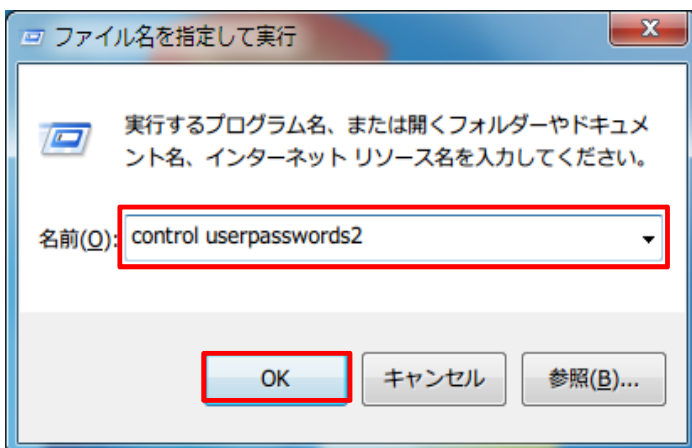 ファイル名を指定して実行
実行するプログラム名、または開くフォルダーやドキュメ
ント名、インターネット リソース名を入力してください。
名前(O): control userpasswords2
OK キャンセル 参照(B)...